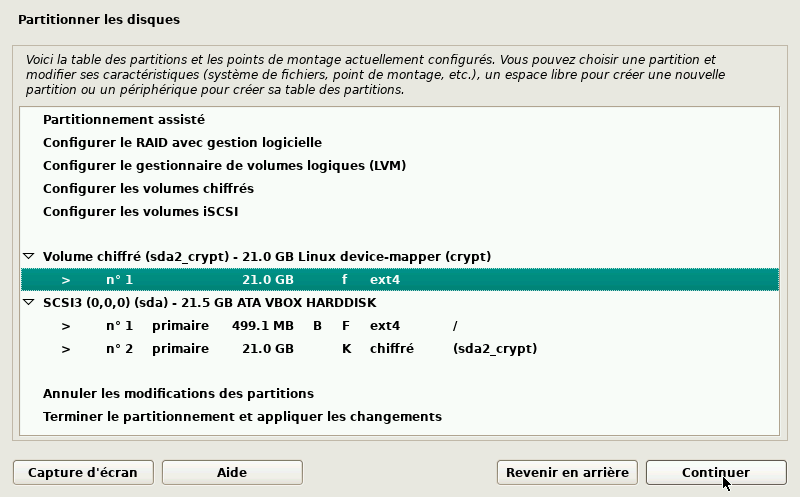 Partitionner les disques
Voici la table des partitions et les points de montage actuellement configurés. Vous pouvez choisir une partition et
modifier ses caractéristiques (système de fichiers, point de montage, etc.), un espace libre pour créer une nouvelle
partition ou un périphérique pour créer sa table des partitions.
Partitionnement assisté
Configurer le RAID avec gestion logicielle
Configurer le gestionnaire de volumes logiques (LVM)
Configurer les volumes chiffrés
Configurer les volumes iSCSI
Volume chiffré (sda2_crypt) - 21.0 GB Linux device-mapper (crypt)
> n° 1 21.0 GB f ext4
SCSI3 (0,0,0) (sda) - 21.5 GB ATA VBOX HARDDISK
> n° 1 primaire 499.1 MB B F ext4 /
> n° 2 primaire 21.0 GB K chiffré (sda2_crypt)
Annuler les modifications des partitions
Terminer le partitionnement et appliquer les changements
Capture d'écran Aide Revenir en arrière Continuer